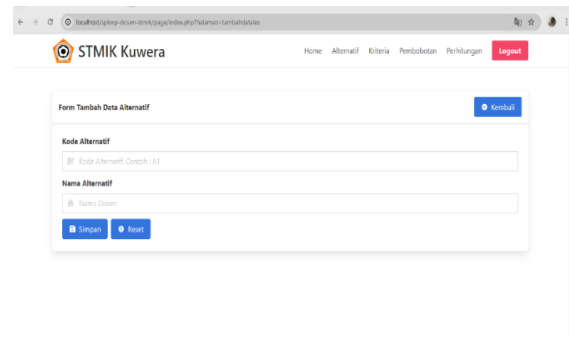 localhost/spkwp-dosen-stmik/page/index.php?halaman=tambahdatalea
STMIK Kuwera
Home Alternatif Kriteria Pembobotan Perhitungan Logout
Form Tambah Data Alternatif
Kembali
Kode Alternatif
Kode Alternatif, Contoh : A1
Nama Alternatif
Nama Dosen
Simpan Reset